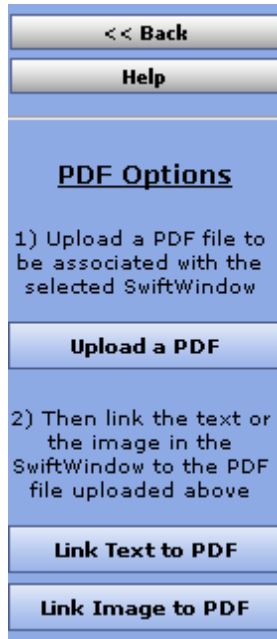 << Back
Help
PDF Options
1) Upload a PDF file to
be associated with the
selected SwiftWindow
Upload a PDF
2) Then link the text or
the image in the
SwiftWindow to the PDF
file uploaded above
Link Text to PDF
Link Image to PDF